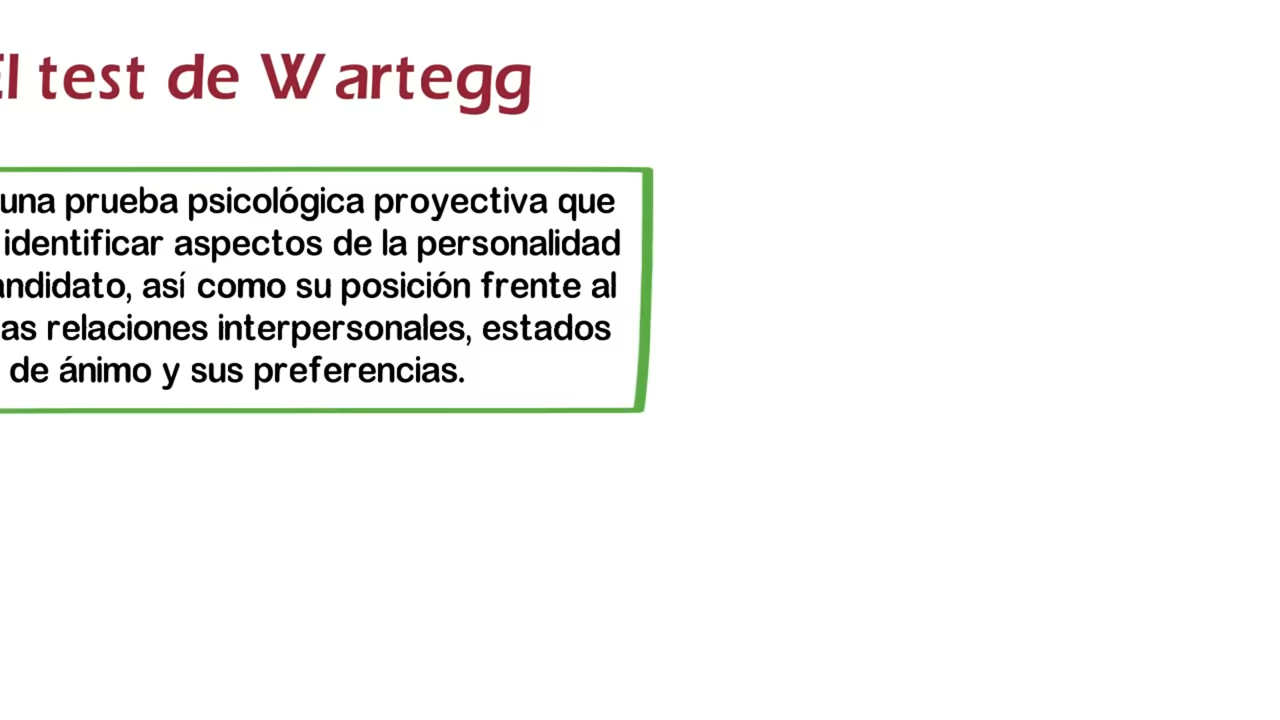 El test de Wartegg
una prueba psicológica proyectiva que
identificar aspectos de la personalidad
andidato, así como su posición frente al
as relaciones interpersonales, estados
de ánimo y sus preferencias.